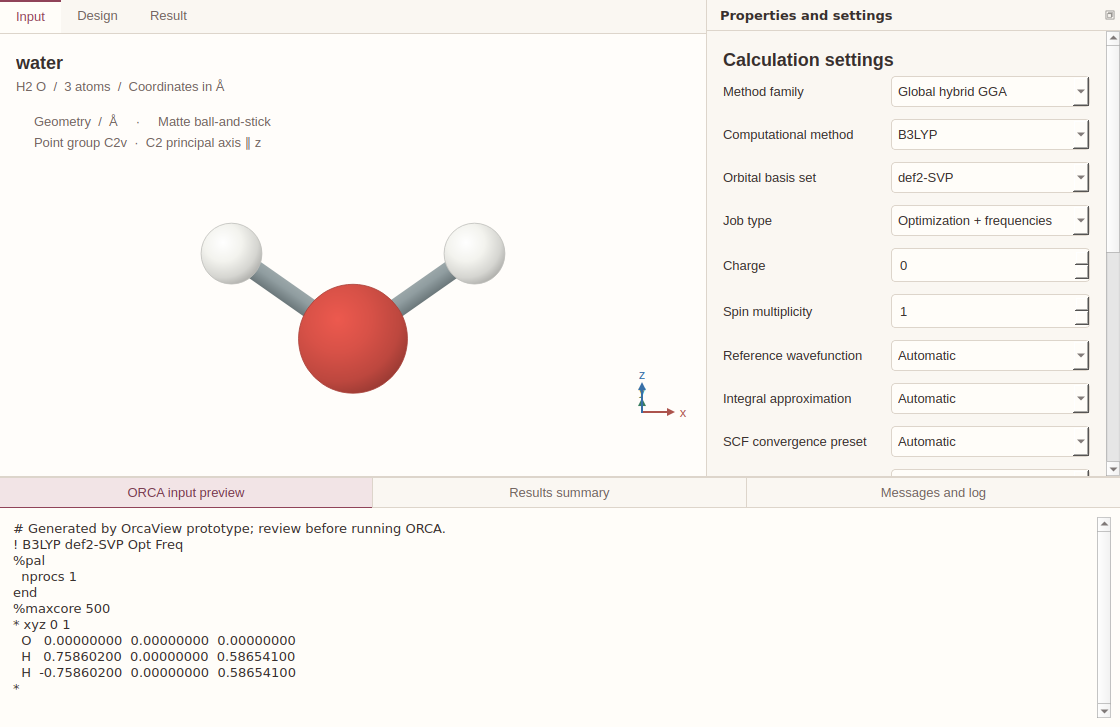 Input Design Result
Properties and settings
water
H2 O / 3 atoms / Coordinates in Å
Geometry / Å · Matte ball-and-stick
Point group C2v · C2 principal axis ∥ z
z
x
Calculation settings
Method family Global hybrid GGA
Computational method B3LYP
Orbital basis set def2-SVP
Job type Optimization + frequencies
Charge 0
Spin multiplicity 1
Reference wavefunction Automatic
Integral approximation Automatic
SCF convergence preset Automatic
ORCA input preview Results summary Messages and log
# Generated by OrcaView prototype; review before running ORCA.
! B3LYP def2-SVP Opt Freq
%pal
nprocs 1
end
%maxcore 500
* xyz 0 1
O 0.00000000 0.00000000 0.00000000
H 0.75860200 0.00000000 0.58654100
H -0.75860200 0.00000000 0.58654100
*